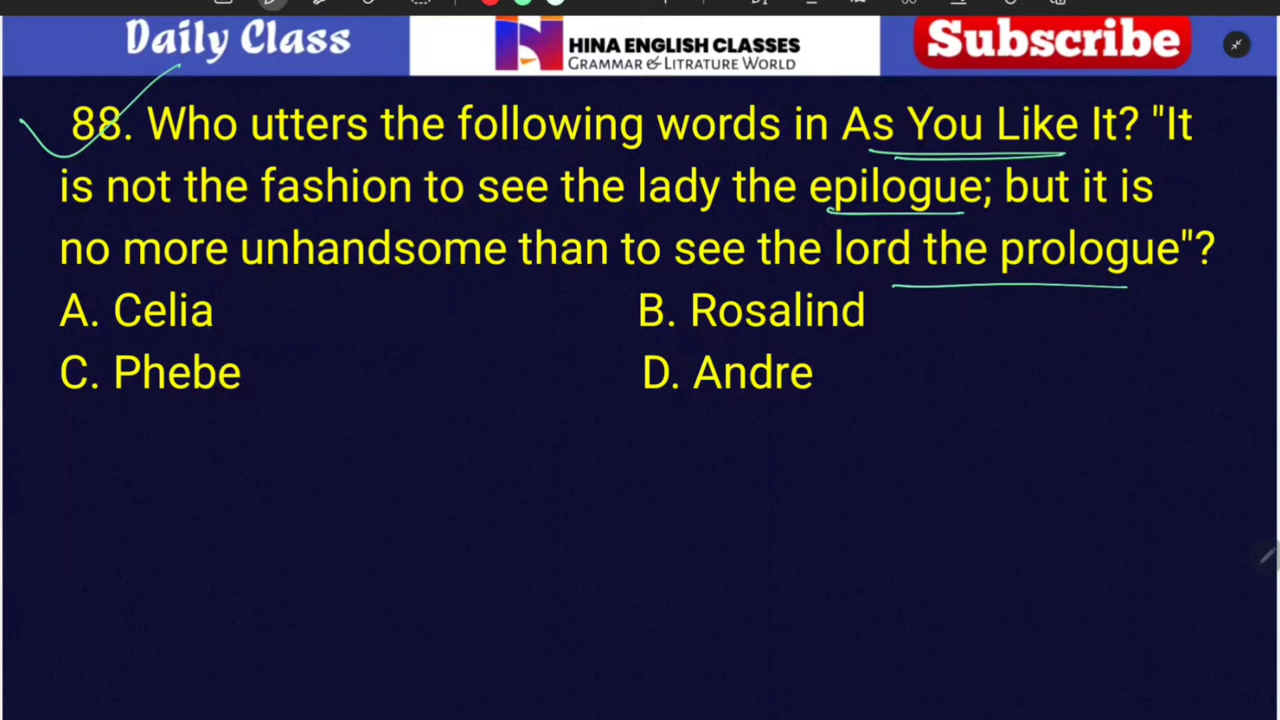 Daily Class
HINA ENGLISH CLASSES
GRAMMAR & LITRATURE WORLD
Subscribe
88. Who utters the following words in As You Like It? "It
is not the fashion to see the lady the epilogue; but it is
no more unhandsome than to see the lord the prologue"?
A. Celia B. Rosalind
C. Phebe D. Andre